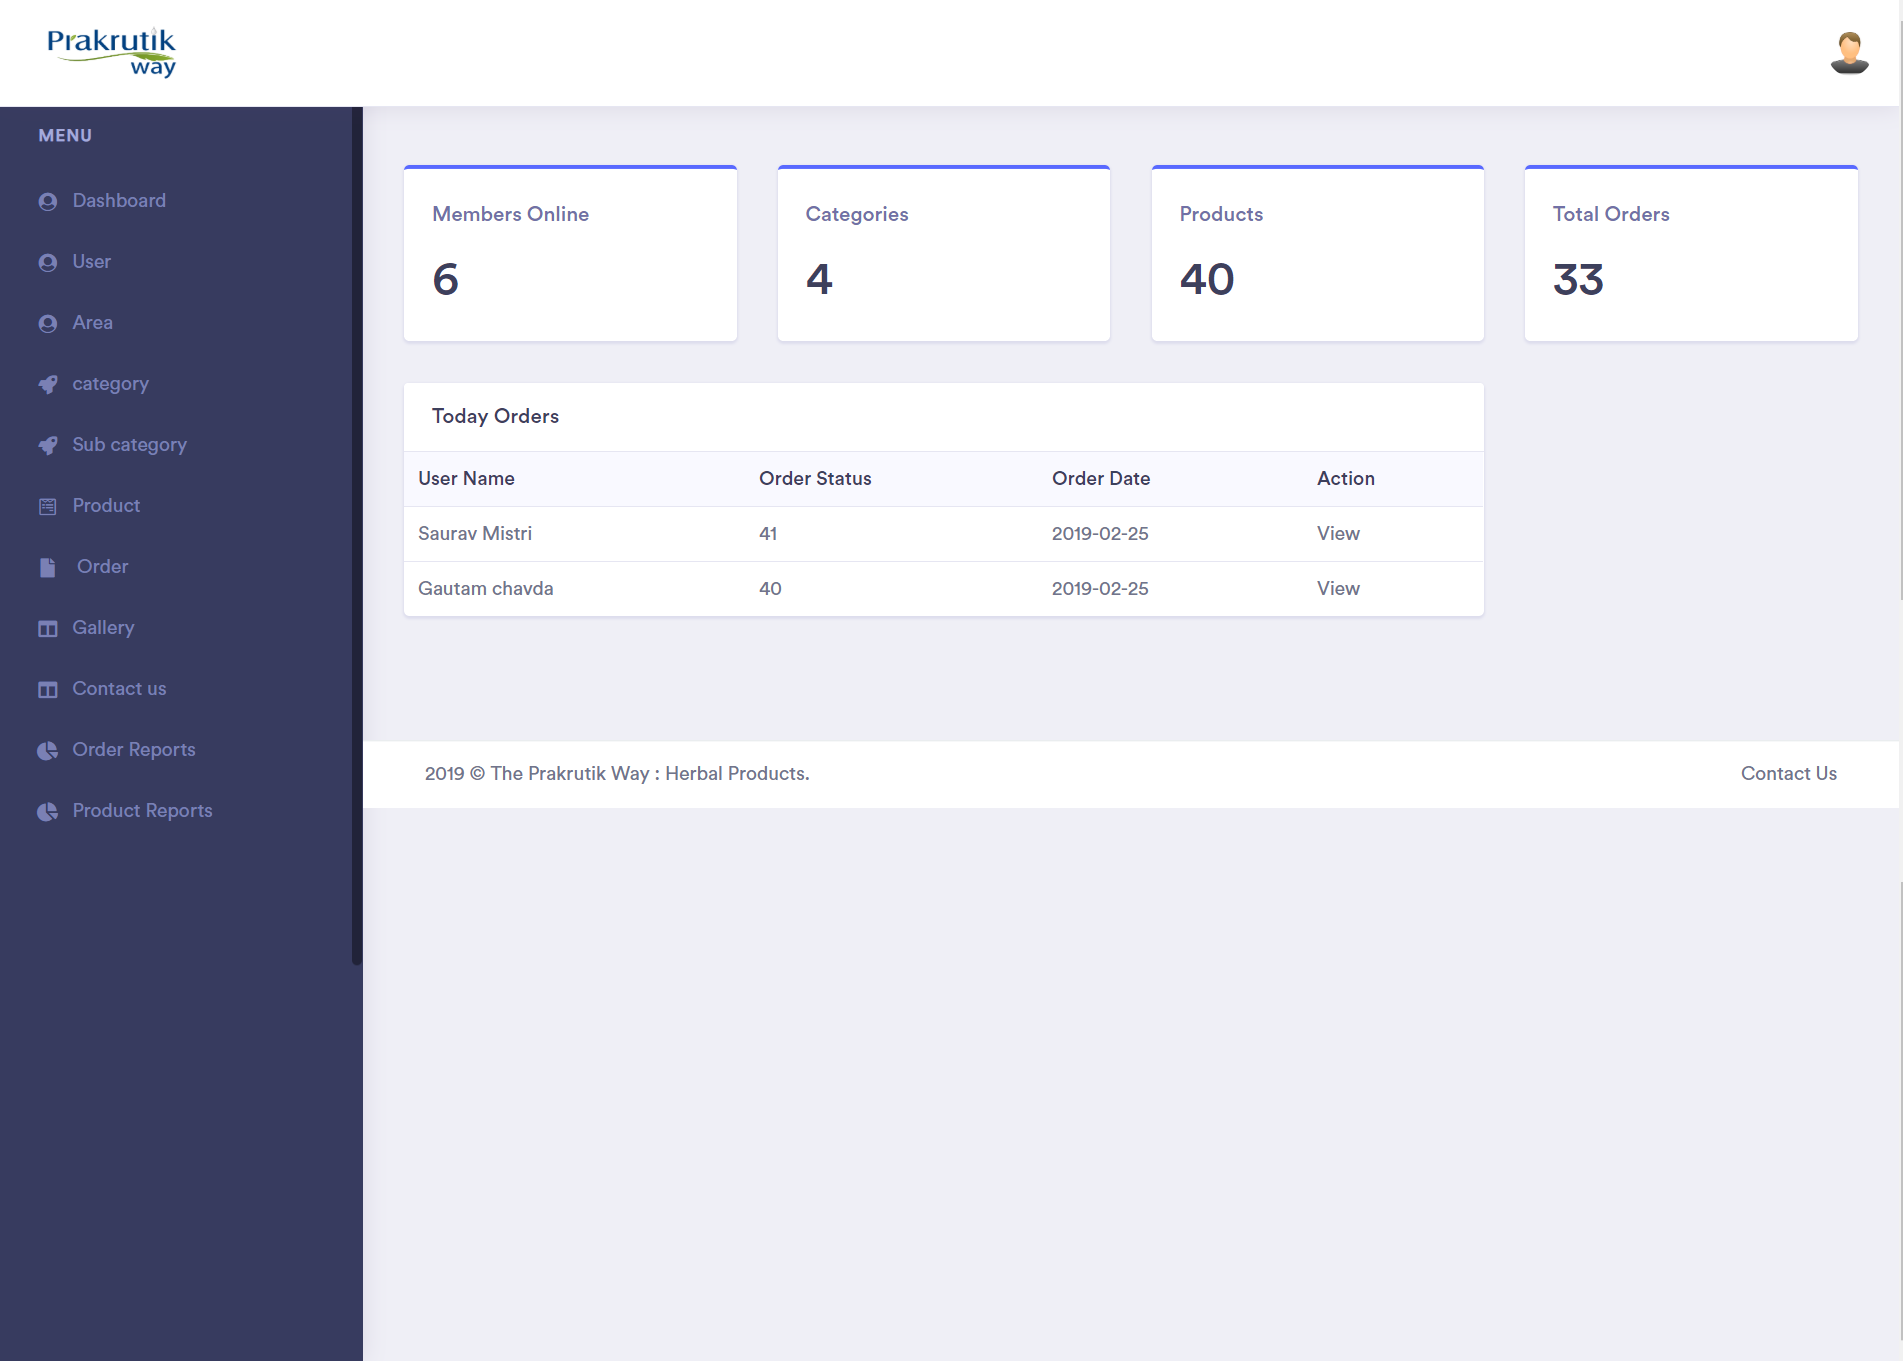 Prakrutik
way
MENU
Dashboard
User
Area
category
Sub category
Product
Order
Gallery
Contact us
Order Reports
Product Reports
Members Online
6
Categories
4
Products
40
Total Orders
33
Today Orders
User Name Order Status Order Date Action
Saurav Mistri 41 2019-02-25 View
Gautam chavda 40 2019-02-25 View
2019 © The Prakrutik Way : Herbal Products. Contact Us